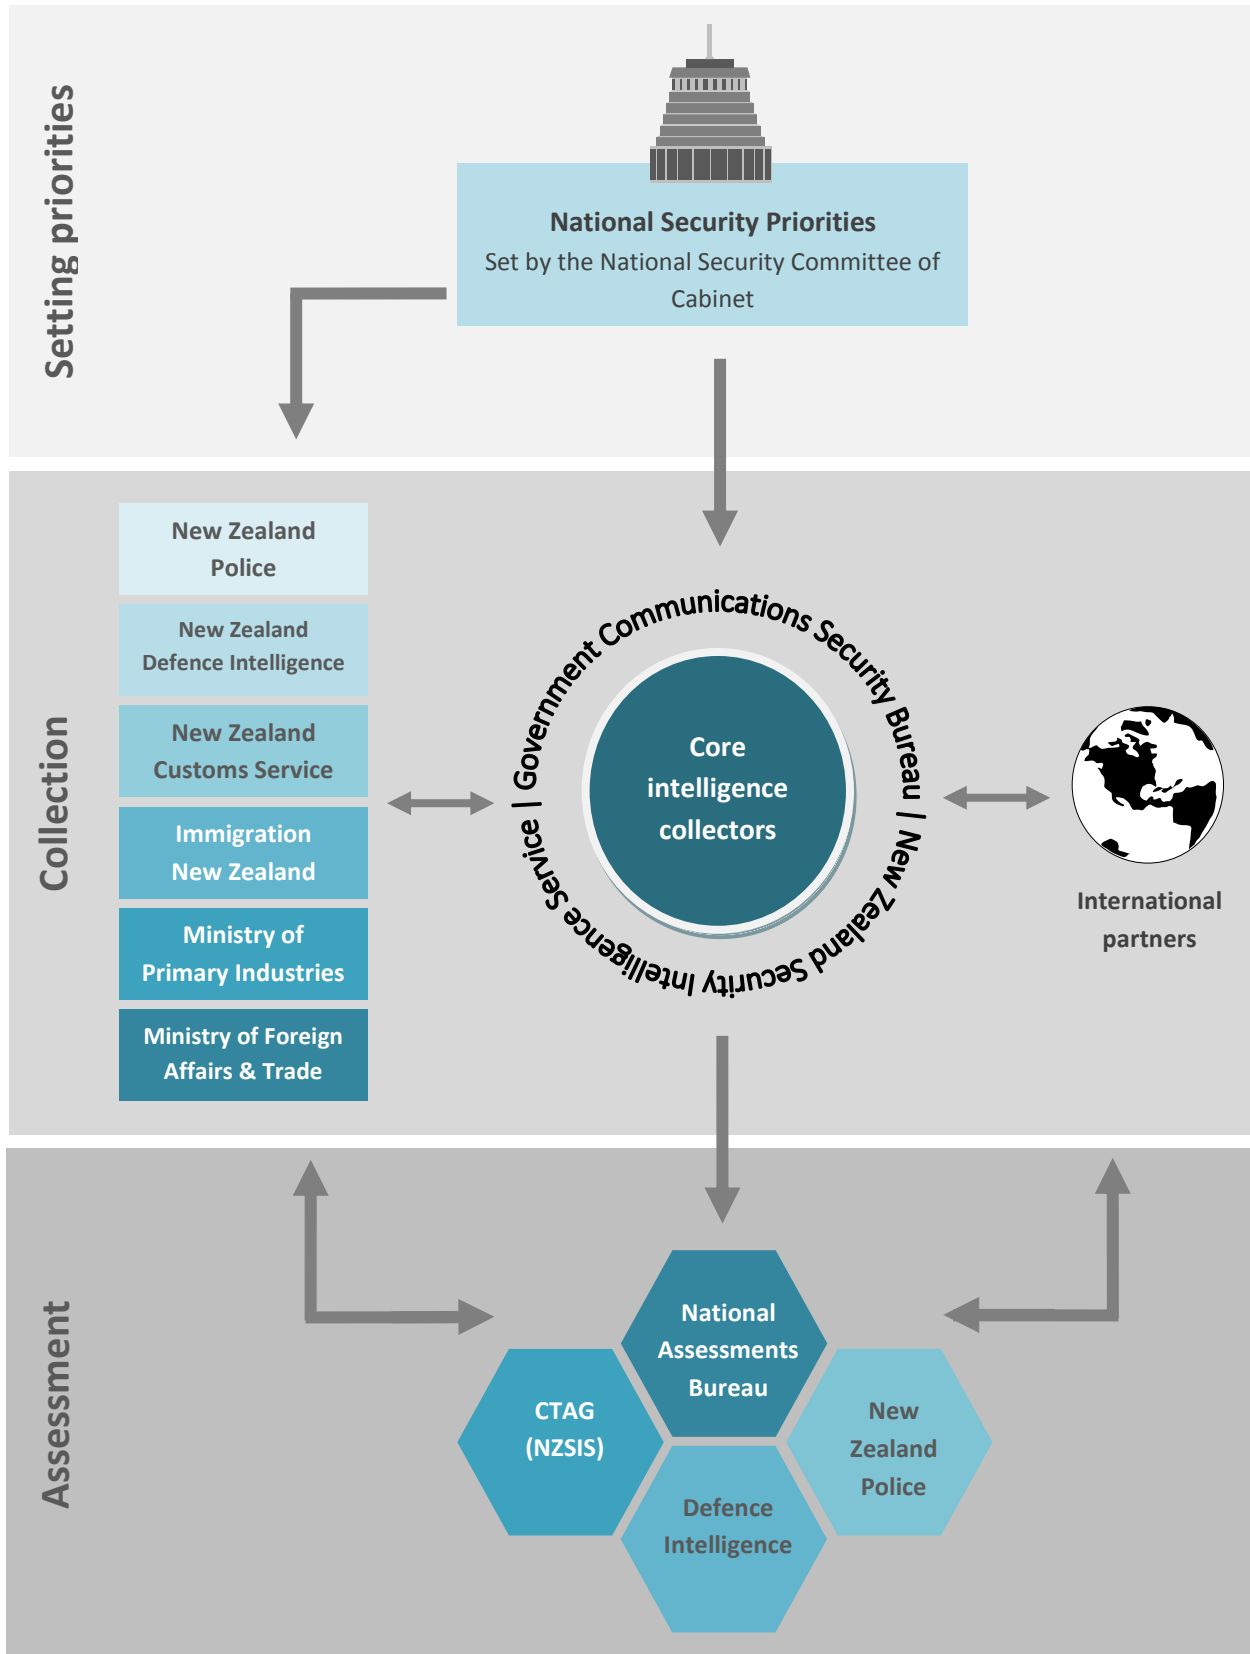 Setting priorities
National Security Priorities
Set by the National Security Committee of
Cabinet
Collection
New Zealand
Police
New Zealand
Defence Intelligence
New Zealand
Customs Service
Immigration
New Zealand
Ministry of
Primary Industries
Ministry of Foreign
Affairs & Trade
| Government Communications Security Bureau | New Zealand Security Intelligence Service
Core
intelligence
collectors
International
partners
Assessment
National
Assessments
Bureau
CTAG
(NZSIS)
New
Zealand
Police
Defence
Intelligence